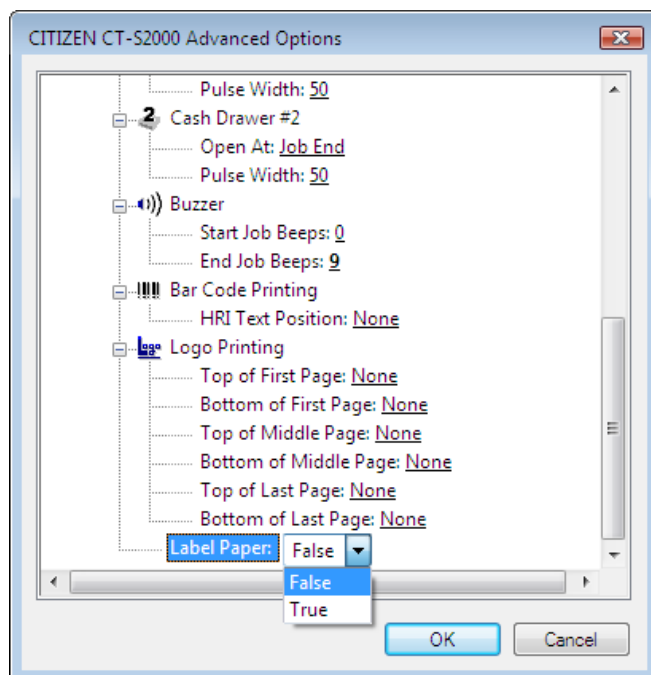 CITIZEN CT-S2000 Advanced Options
Pulse Width: 50
2 Cash Drawer #2
Open At: Job End
Pulse Width: 50
Buzzer
Start Job Beeps: 0
End Job Beeps: 9
Bar Code Printing
HRI Text Position: None
Logo Logo Printing
Top of First Page: None
Bottom of First Page: None
Top of Middle Page: None
Bottom of Middle Page: None
Top of Last Page: None
Bottom of Last Page: None
Label Paper: False
False
True
OK Cancel